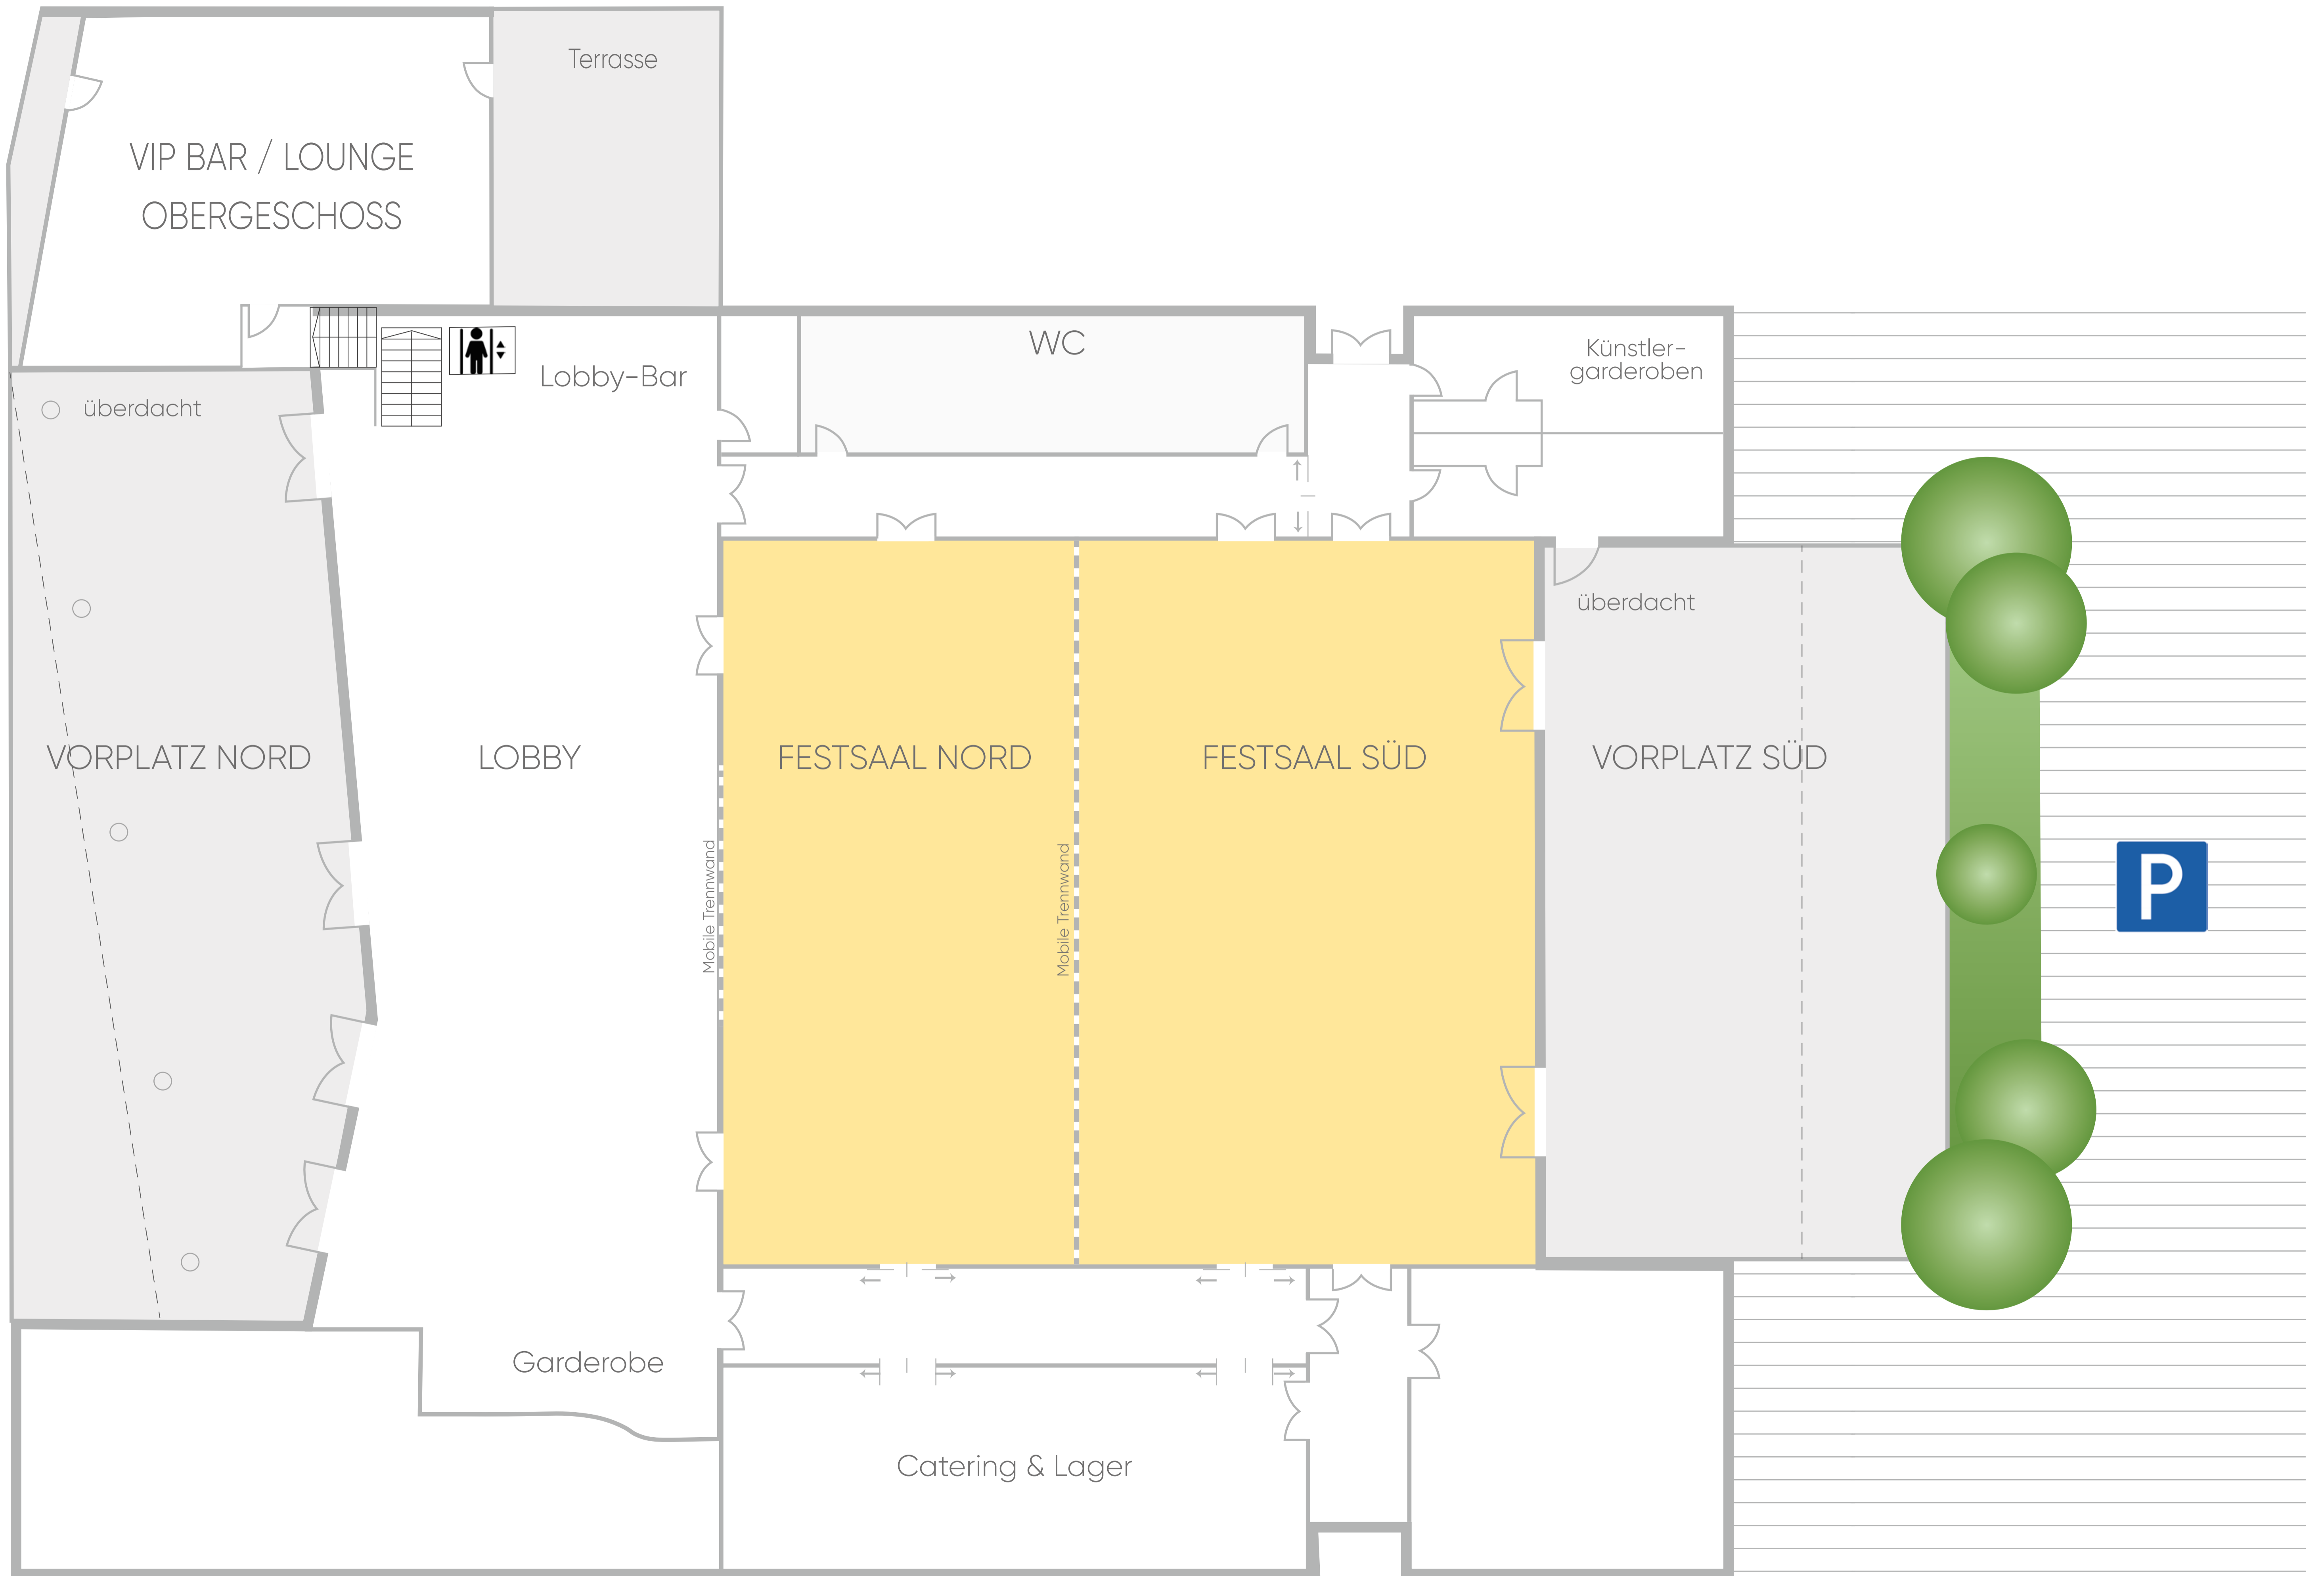 Terrasse
VIP BAR / LOUNGE
OBERGESCHOSS
WC
Künstler-
garderoben
Lobby-Bar
überdacht
überdacht
VORPLATZ NORD
LOBBY
FESTSAAL NORD
FESTSAAL SÜD
VORPLATZ SÜD
Mobile Trennwand
Mobile Trennwand
P
Garderobe
Catering & Lager